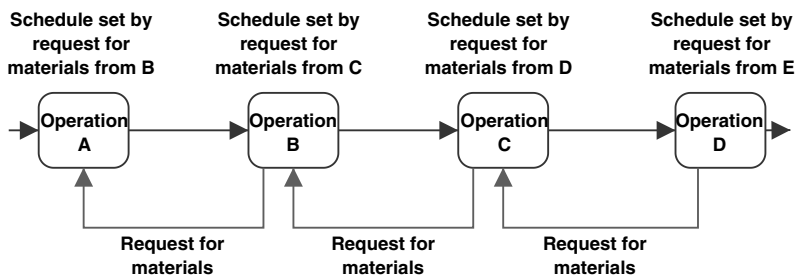 Schedule set by
request for
materials from B
Schedule set by
request for
materials from C
Schedule set by
request for
materials from D
Schedule set by
request for
materials from E
Operation
A
Operation
B
Operation
C
Operation
D
Request for
materials
Request for
materials
Request for
materials